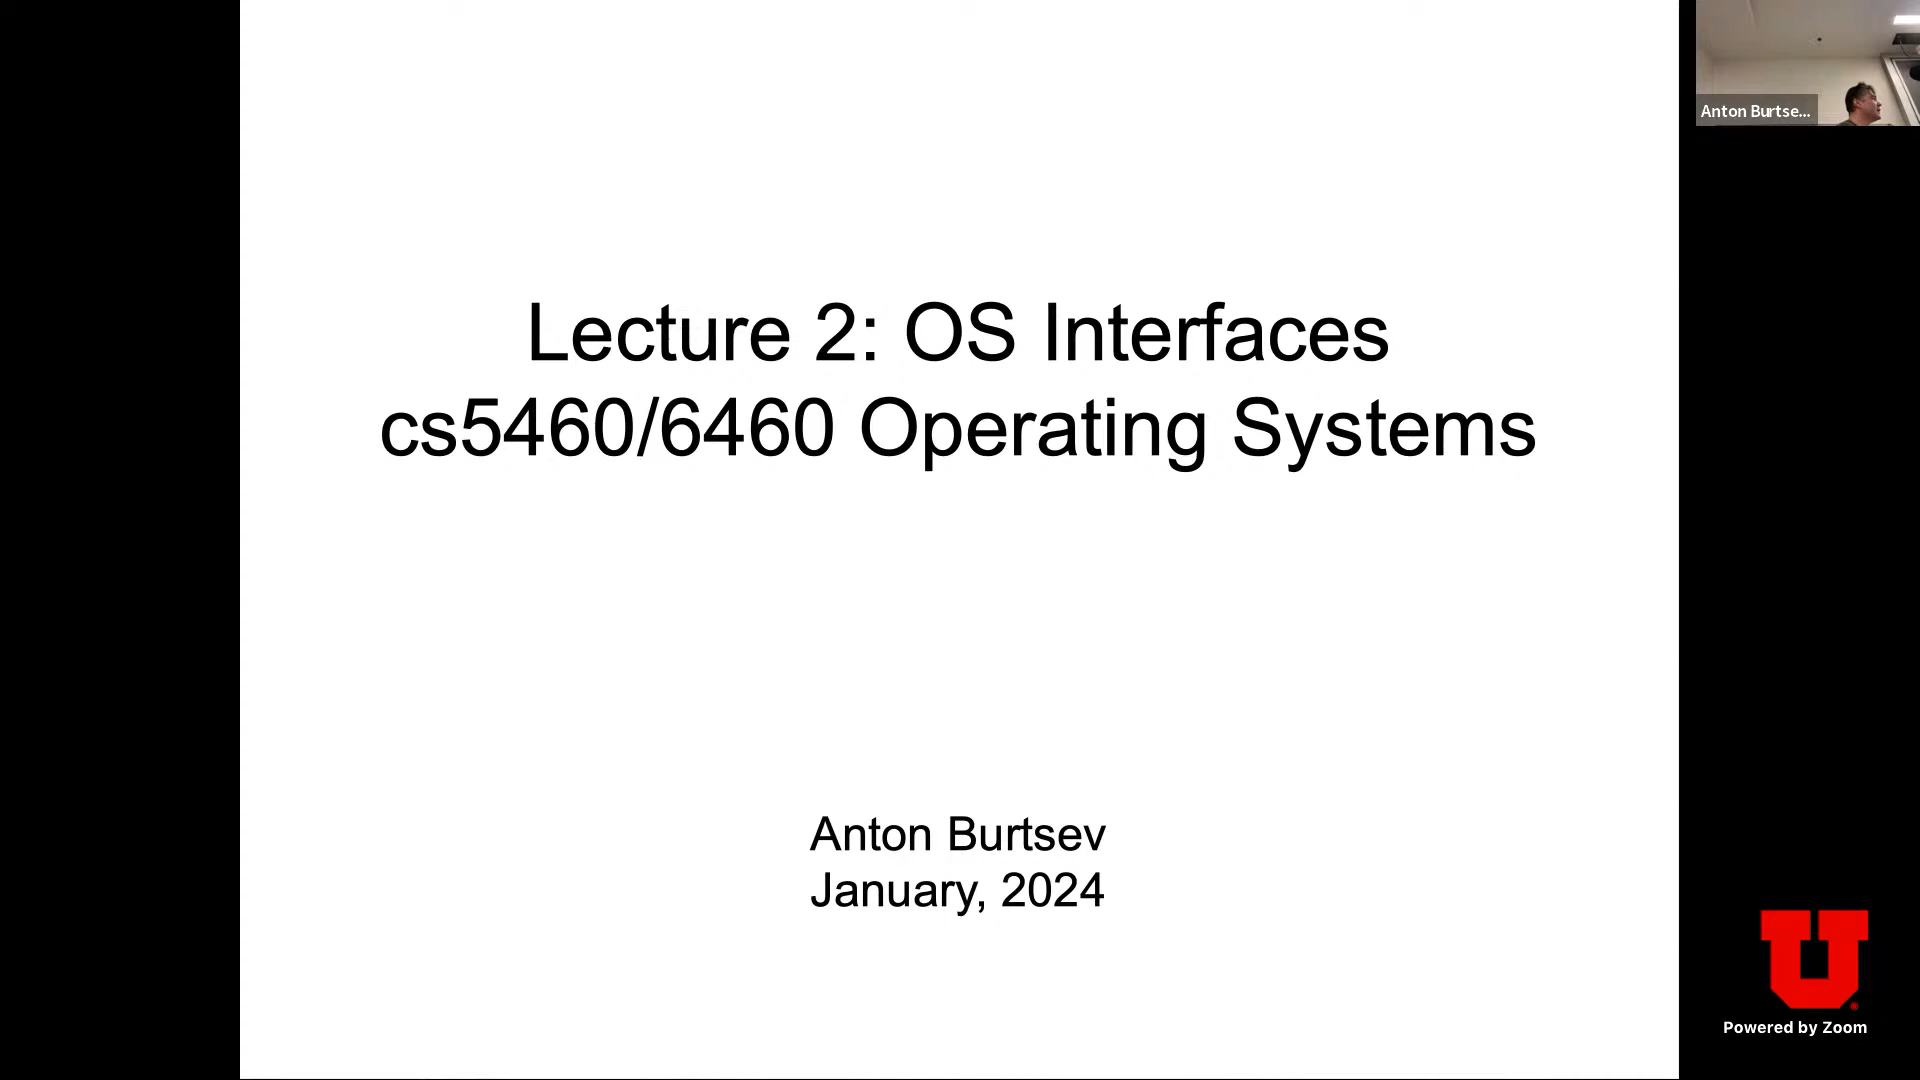 Lecture 2: OS Interfaces
cs5460/6460 Operating Systems
Anton Burtsev
January, 2024
Anton Burtse...
U
Powered by Zoom